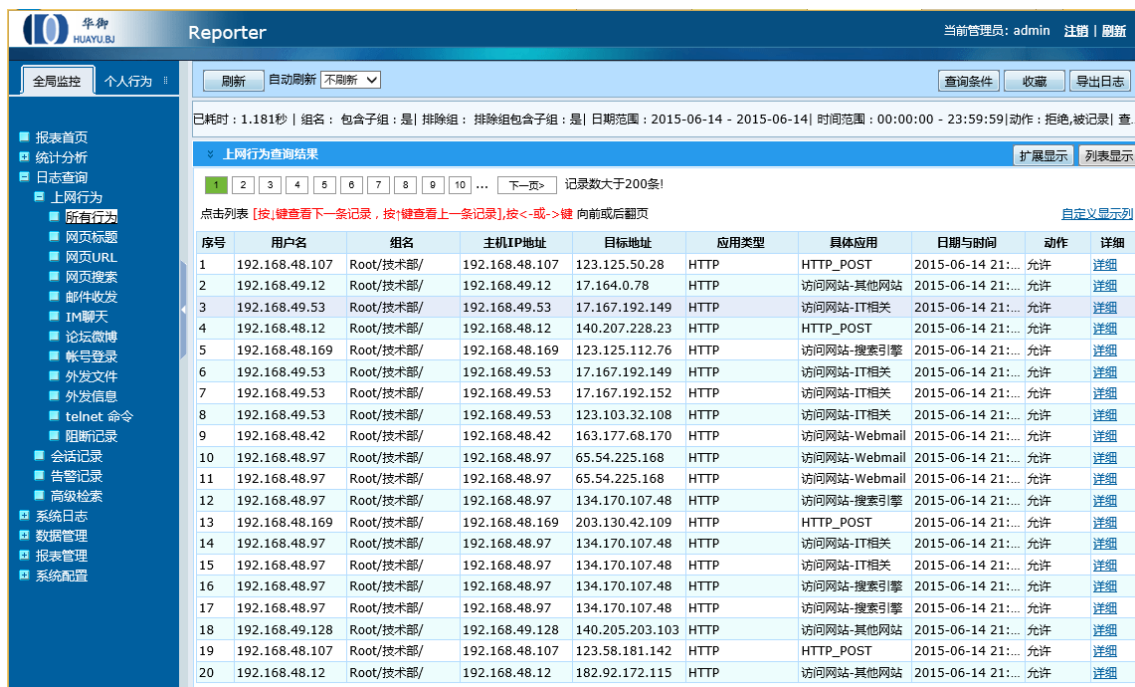 华御
HUAYU.BJ
Reporter
当前管理员: admin 注销 | 刷新
全局监控 个人行为
刷新 自动刷新 不刷新 查询条件 收藏 导出日志
已耗时：1.181秒 | 组名： 包含子组：是| 排除组： 排除组包含子组：是| 日期范围：2015-06-14 - 2015-06-14| 时间范围：00:00:00 - 23:59:59|动作：拒绝,被记录| 查.
报表首页
统计分析
日志查询
上网行为
所有行为
网页标题
网页URL
网页搜索
邮件收发
IM聊天
论坛微博
帐号登录
外发文件
外发信息
telnet 命令
阻断记录
会话记录
告警记录
高级检索
系统日志
数据管理
报表管理
系统配置
上网行为查询结果 扩展显示 列表显示
1 2 3 4 5 6 7 8 9 10 ... 下一页> 记录数大于200条!
点击列表 [按↓键查看下一条记录，按↑键查看上一条记录],按<-或->键 向前或后翻页 自定义显示列
序号 用户名 组名 主机IP地址 目标地址 应用类型 具体应用 日期与时间 动作 详细
1 192.168.48.107 Root/技术部/ 192.168.48.107 123.125.50.28 HTTP HTTP_POST 2015-06-14 21:... 允许 详细
2 192.168.49.12 Root/技术部/ 192.168.49.12 17.164.0.78 HTTP 访问网站-其他网站 2015-06-14 21:... 允许 详细
3 192.168.49.53 Root/技术部/ 192.168.49.53 17.167.192.149 HTTP 访问网站-IT相关 2015-06-14 21:... 允许 详细
4 192.168.48.12 Root/技术部/ 192.168.48.12 140.207.228.23 HTTP HTTP_POST 2015-06-14 21:... 允许 详细
5 192.168.48.169 Root/技术部/ 192.168.48.169 123.125.112.76 HTTP 访问网站-搜索引擎 2015-06-14 21:... 允许 详细
6 192.168.49.53 Root/技术部/ 192.168.49.53 17.167.192.149 HTTP 访问网站-IT相关 2015-06-14 21:... 允许 详细
7 192.168.49.53 Root/技术部/ 192.168.49.53 17.167.192.152 HTTP 访问网站-IT相关 2015-06-14 21:... 允许 详细
8 192.168.49.53 Root/技术部/ 192.168.49.53 123.103.32.108 HTTP 访问网站-IT相关 2015-06-14 21:... 允许 详细
9 192.168.48.42 Root/技术部/ 192.168.48.42 163.177.68.170 HTTP 访问网站-Webmail 2015-06-14 21:... 允许 详细
10 192.168.48.97 Root/技术部/ 192.168.48.97 65.54.225.168 HTTP 访问网站-Webmail 2015-06-14 21:... 允许 详细
11 192.168.48.97 Root/技术部/ 192.168.48.97 65.54.225.168 HTTP 访问网站-Webmail 2015-06-14 21:... 允许 详细
12 192.168.48.97 Root/技术部/ 192.168.48.97 134.170.107.48 HTTP 访问网站-搜索引擎 2015-06-14 21:... 允许 详细
13 192.168.48.169 Root/技术部/ 192.168.48.169 203.130.42.109 HTTP HTTP_POST 2015-06-14 21:... 允许 详细
14 192.168.48.97 Root/技术部/ 192.168.48.97 134.170.107.48 HTTP 访问网站-IT相关 2015-06-14 21:... 允许 详细
15 192.168.48.97 Root/技术部/ 192.168.48.97 134.170.107.48 HTTP 访问网站-IT相关 2015-06-14 21:... 允许 详细
16 192.168.48.97 Root/技术部/ 192.168.48.97 134.170.107.48 HTTP 访问网站-搜索引擎 2015-06-14 21:... 允许 详细
17 192.168.48.97 Root/技术部/ 192.168.48.97 134.170.107.48 HTTP 访问网站-搜索引擎 2015-06-14 21:... 允许 详细
18 192.168.49.128 Root/技术部/ 192.168.49.128 140.205.203.103 HTTP 访问网站-其他网站 2015-06-14 21:... 允许 详细
19 192.168.48.107 Root/技术部/ 192.168.48.107 123.58.181.142 HTTP HTTP_POST 2015-06-14 21:... 允许 详细
20 192.168.48.12 Root/技术部/ 192.168.48.12 182.92.172.115 HTTP 访问网站-其他网站 2015-06-14 21:... 允许 详细